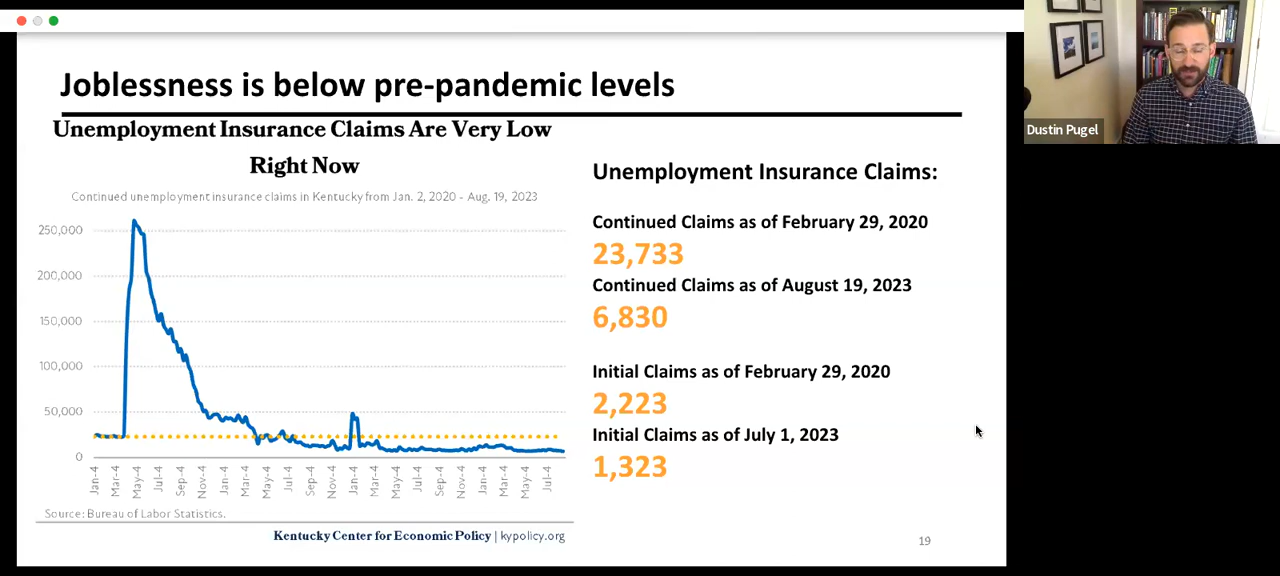 Joblessness is below pre-pandemic levels
Unemployment Insurance Claims Are Very Low
Right Now
Continued unemployment insurance claims in Kentucky from Jan. 2, 2020 - Aug. 19, 2023
250,000
200,000
150,000
100,000
50,000
0
Jan-4
Mar-4
May-4
Jul-4
Sep-4
Nov-4
Jan-4
Mar-4
May-4
Jul-4
Sep-4
Nov-4
Jan-4
Mar-4
May-4
Jul-4
Sep-4
Nov-4
Jan-4
Mar-4
May-4
Jul-4
Source: Bureau of Labor Statistics.
Kentucky Center for Economic Policy | kypolicy.org
Unemployment Insurance Claims:
Continued Claims as of February 29, 2020
23,733
Continued Claims as of August 19, 2023
6,830
Initial Claims as of February 29, 2020
2,223
Initial Claims as of July 1, 2023
1,323
19
Dustin Pugel